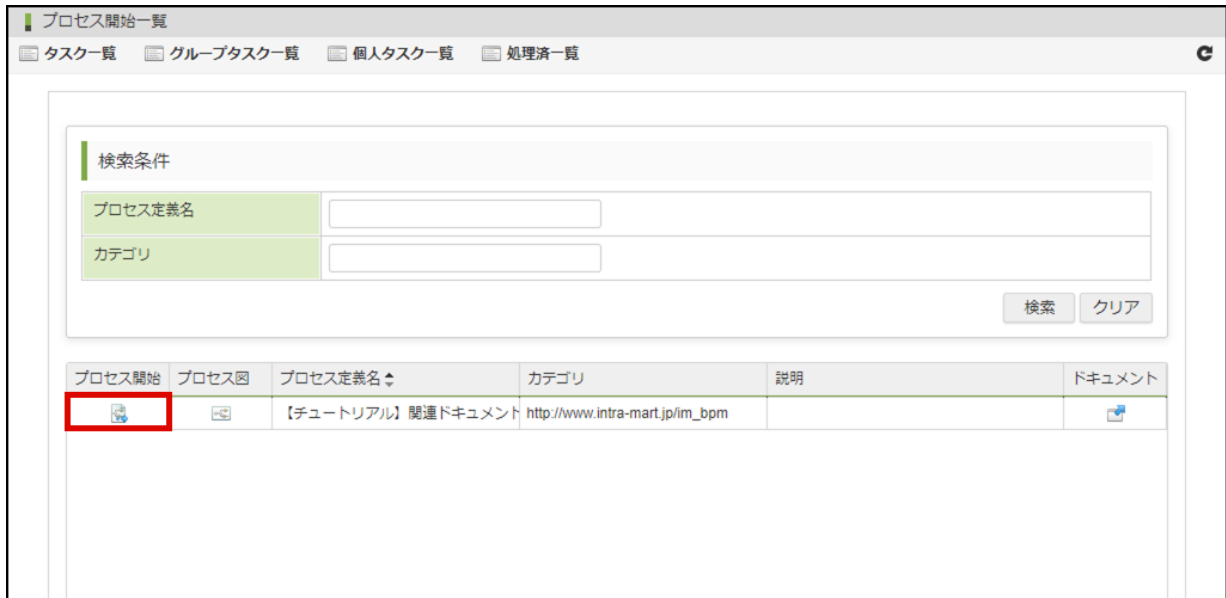 プロセス開始一覧
タスク一覧 グループタスク一覧 個人タスク一覧 処理済一覧
検索条件
プロセス定義名
カテゴリ
検索 クリア
プロセス開始 プロセス図 プロセス定義名 カテゴリ 説明 ドキュメント
【チュートリアル】関連ドキュメント http://www.intra-mart.jp/im_bpm